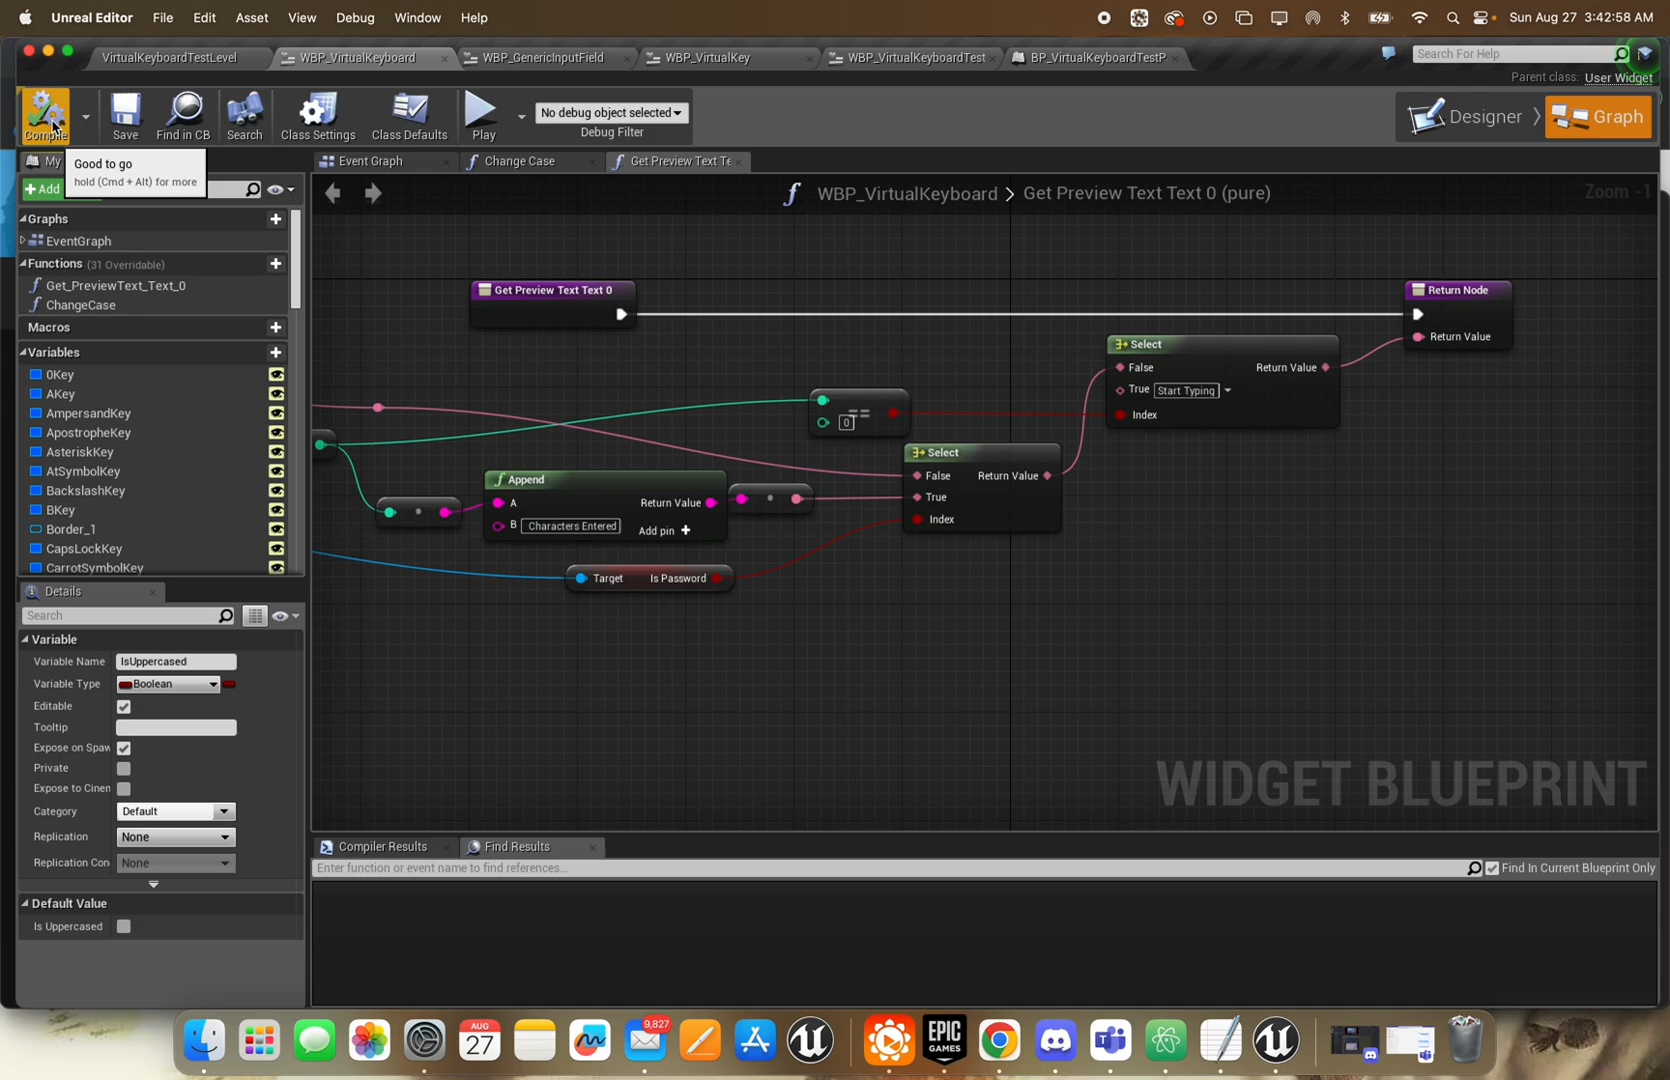 Unreal Editor File Edit Asset View Debug Window Help
Sun Aug 27 3:42:58 AM
VirtualKeyboardTestLevel
WBP_VirtualKeyboard
WBP_GenericInputField
WBP_VirtualKey
WBP_VirtualKeyboardTest
BP_VirtualKeyboardTestP
Search For Help
Parent class: User Widget
Compile
Save
Find in CB
Search
Class Settings
Class Defaults
Play
No debug object selected
Debug Filter
Designer
Graph
Good to go
hold (Cmd + Alt) for more
My
Event Graph
Change Case
Get Preview Text Te
Add
WBP_VirtualKeyboard > Get Preview Text Text 0 (pure)
Zoom -1
Graphs
EventGraph
Functions (31 Overridable)
Get_PreviewText_Text_0
ChangeCase
Macros
Variables
0Key
AKey
AmpersandKey
ApostropheKey
AsteriskKey
AtSymbolKey
BackslashKey
BKey
Border_1
CapsLockKey
CarrotSymbolKey
Get Preview Text Text 0
Return Node
Return Value
Select
False Return Value
True Start Typing
Index
==
0
Select
False Return Value
True
Index
Append
A Return Value
B Characters Entered Add pin +
Target Is Password
WIDGET BLUEPRINT
Details
Search
Variable
Variable Name IsUppercased
Variable Type Boolean
Editable
Tooltip
Expose on Spaw
Private
Expose to Cinen
Category Default
Replication None
Replication Con None
Default Value
Is Uppercased
Compiler Results
Find Results
Enter function or event name to find references...
Find In Current Blueprint Only
AUG
27
9,827
EPIC
GAMES